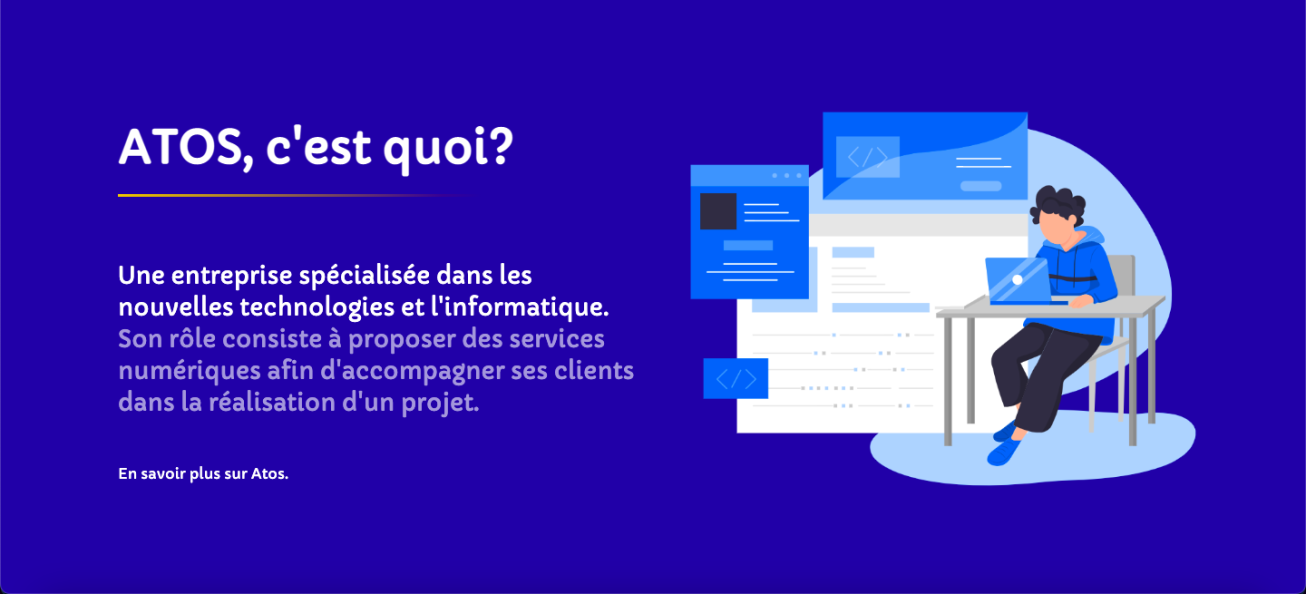 ATOS, c'est quoi?
Une entreprise spécialisée dans les
nouvelles technologies et l'informatique.
Son rôle consiste à proposer des services
numériques afin d'accompagner ses clients
dans la réalisation d'un projet.
En savoir plus sur Atos.